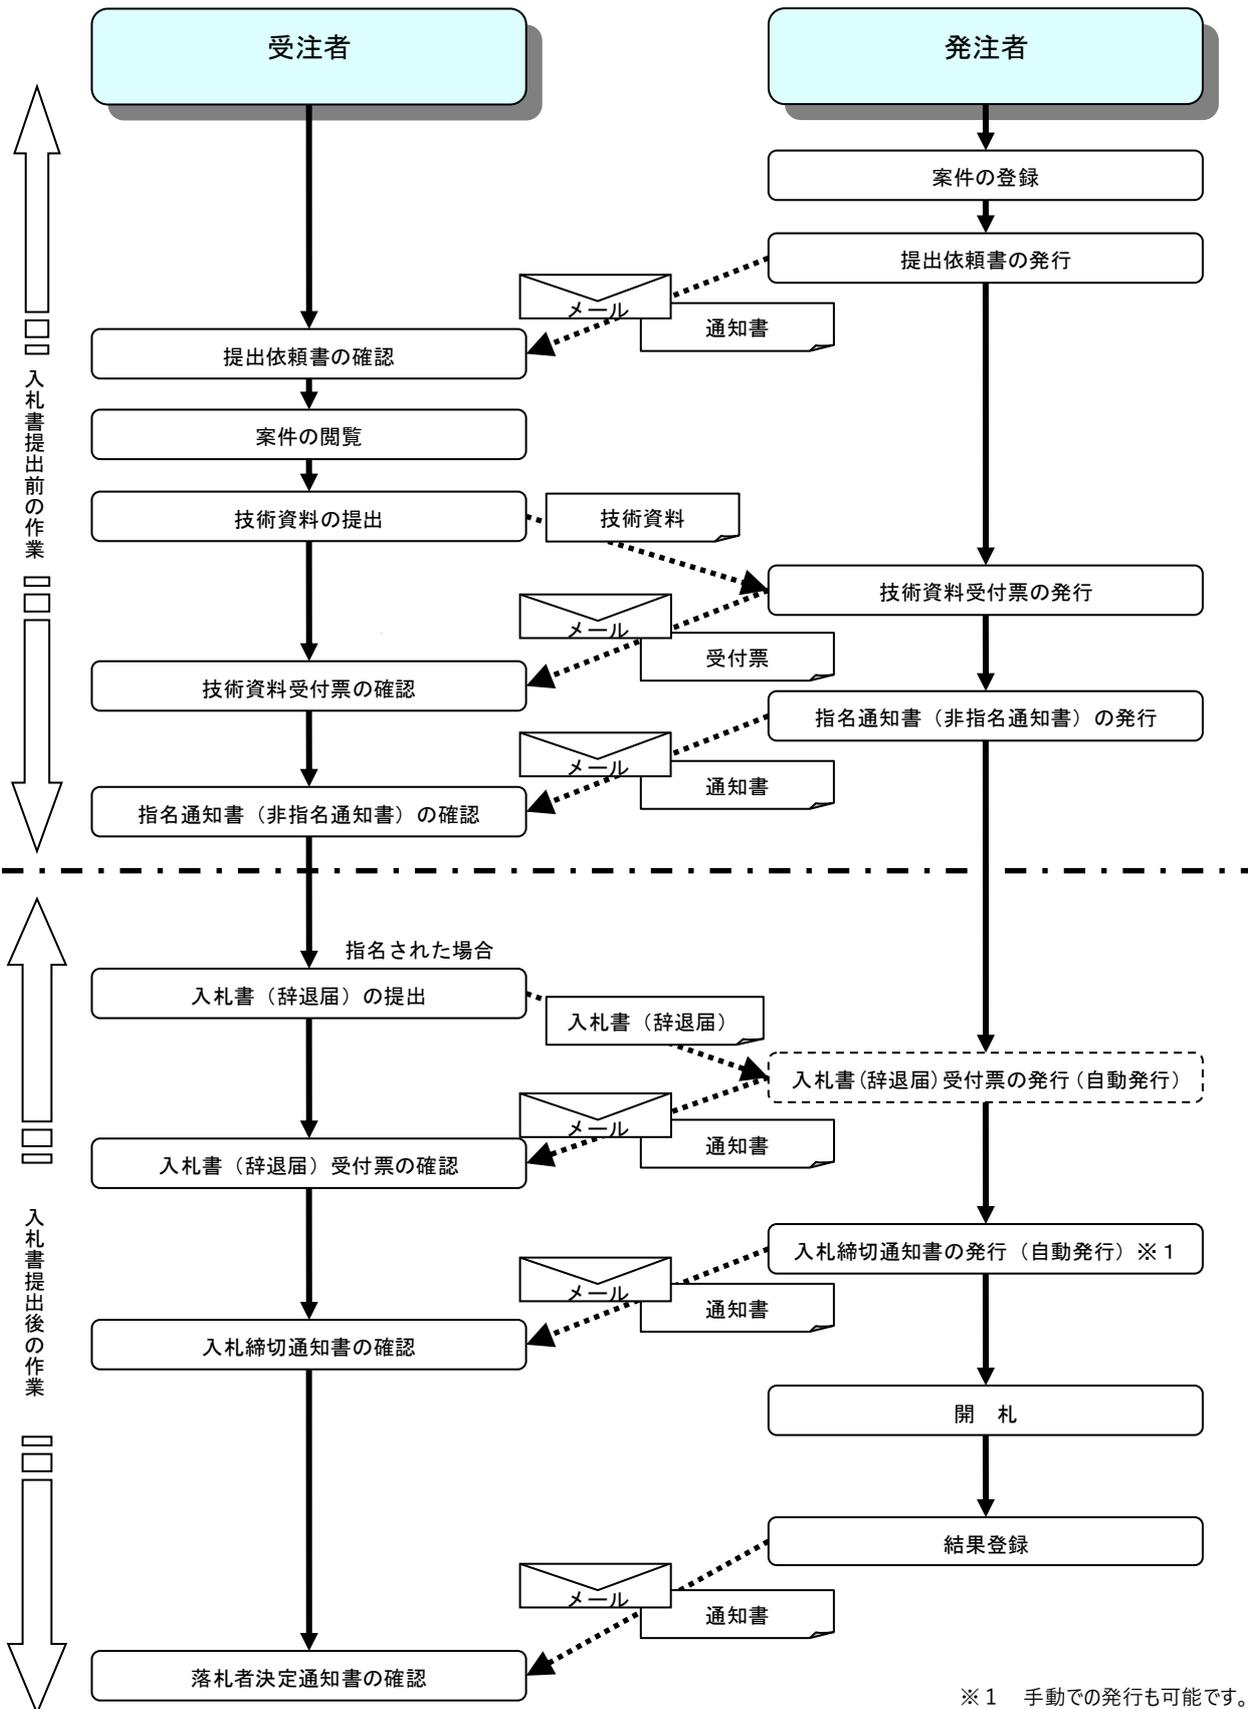 受注者
発注者
案件の登録
提出依頼書の発行
メール
通知書
提出依頼書の確認
入札書提出前の作業
案件の閲覧
技術資料の提出
技術資料
技術資料受付票の発行
メール
受付票
技術資料受付票の確認
指名通知書（非指名通知書）の発行
メール
通知書
指名通知書（非指名通知書）の確認
指名された場合
入札書（辞退届）の提出
入札書（辞退届）
入札書（辞退届）受付票の発行（自動発行）
メール
通知書
入札書（辞退届）受付票の確認
入札書提出後の作業
入札締切通知書の発行（自動発行）※１
メール
通知書
入札締切通知書の確認
開　札
結果登録
メール
通知書
落札者決定通知書の確認
※１　手動での発行も可能です。